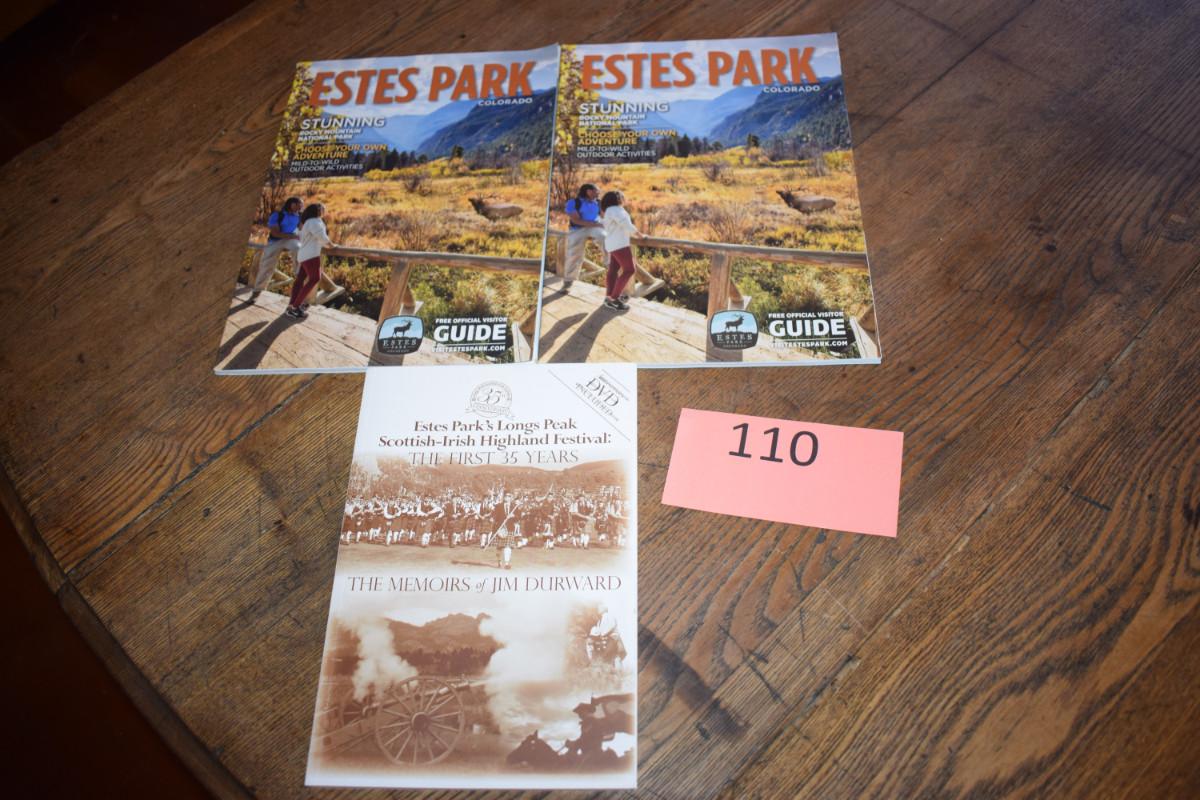 ESTES PARK
COLORADO
STUNNING
ROCKY MOUNTAIN
NATIONAL PARK
CHOOSE YOUR OWN
ADVENTURE
MILD-TO-WILD
OUTDOOR ACTIVITIES
ESTES
PARK
COLORADO
FREE OFFICIAL VISITOR
GUIDE
VISITESTESPARK.COM
ESTES PARK
COLORADO
STUNNING
ROCKY MOUNTAIN
NATIONAL PARK
CHOOSE YOUR OWN
ADVENTURE
MILD-TO-WILD
OUTDOOR ACTIVITIES
ESTES
PARK
COLORADO
FREE OFFICIAL VISITOR
GUIDE
VISITESTESPARK.COM
35
DVD
INCLUDED
Estes Park's Longs Peak
Scottish-Irish Highland Festival:
THE FIRST 35 YEARS
THE MEMOIRS of JIM DURWARD
110